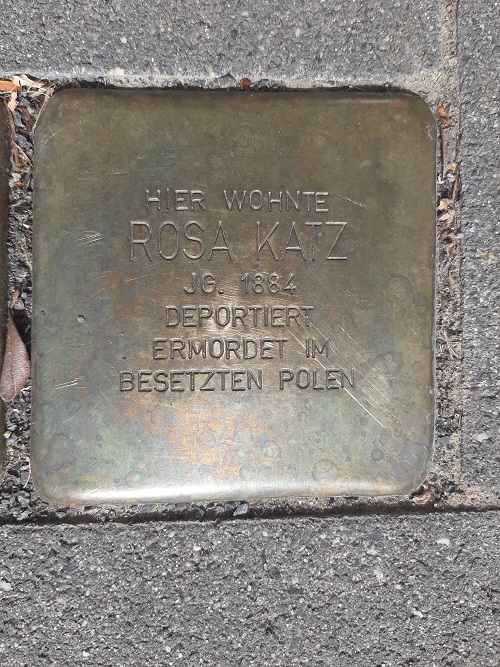 HIER WOHNTE
ROSA KATZ
JG. 1884
DEPORTIERT
ERMORDET IM
BESETZTEN POLEN